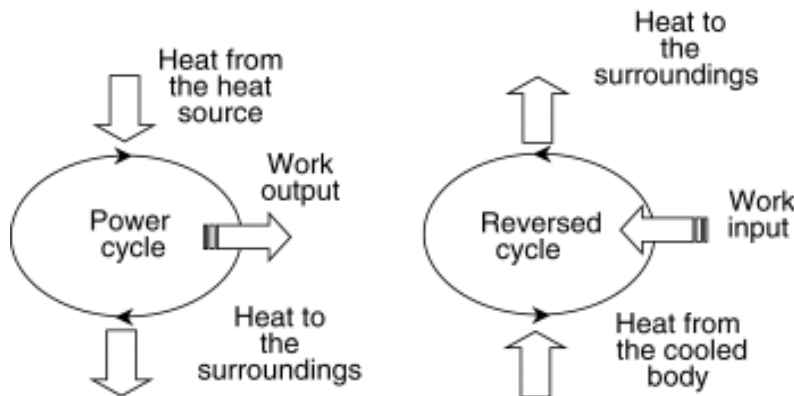 Heat from
the heat
source
Work
output
Power
cycle
Heat to
the
surroundings
Heat to
the
surroundings
Work
input
Reversed
cycle
Heat from
the cooled
body